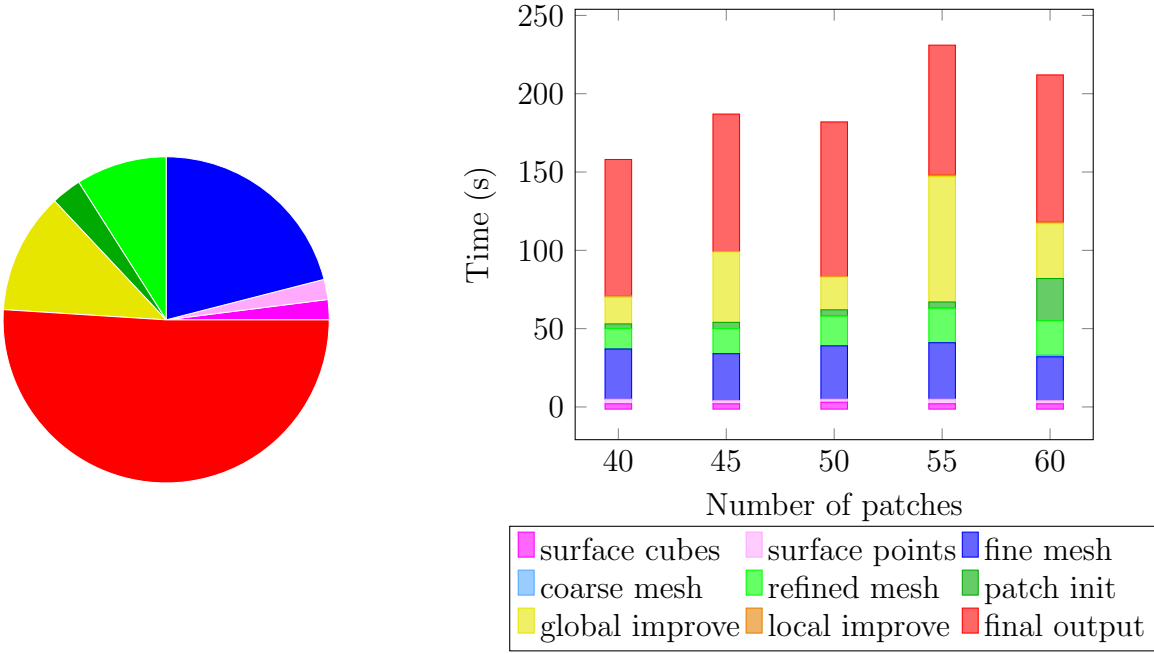 250
200
150
100
50
0
Time (s)
40 45 50 55 60
Number of patches
surface cubes surface points fine mesh
coarse mesh refined mesh patch init
global improve local improve final output